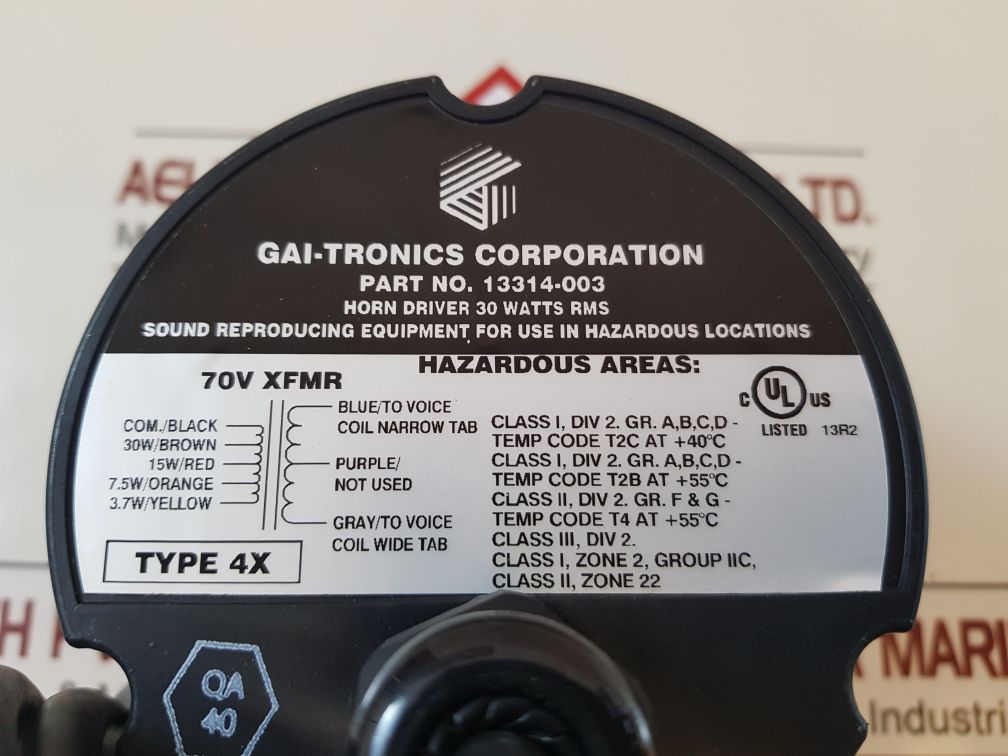 AEL
LTD.
GAI-TRONICS CORPORATION
PART NO. 13314-003
HORN DRIVER 30 WATTS RMS
SOUND REPRODUCING EQUIPMENT FOR USE IN HAZARDOUS LOCATIONS
HAZARDOUS AREAS:
70V XFMR
COM./BLACK
30W/BROWN
15W/RED
7.5W/ORANGE
3.7W/YELLOW
BLUE/TO VOICE
COIL NARROW TAB
PURPLE/
NOT USED
GRAY/TO VOICE
COIL WIDE TAB
TYPE 4X
CLASS I, DIV 2. GR. A,B,C,D -
TEMP CODE T2C AT +40°C
CLASS I, DIV 2. GR. A,B,C,D -
TEMP CODE T2B AT +55°C
CLASS II, DIV 2. GR. F & G -
TEMP CODE T4 AT +55°C
CLASS III, DIV 2.
CLASS I, ZONE 2, GROUP IIC,
CLASS II, ZONE 22
C UL US
LISTED 13R2
QA
40
H
MARI
Industri